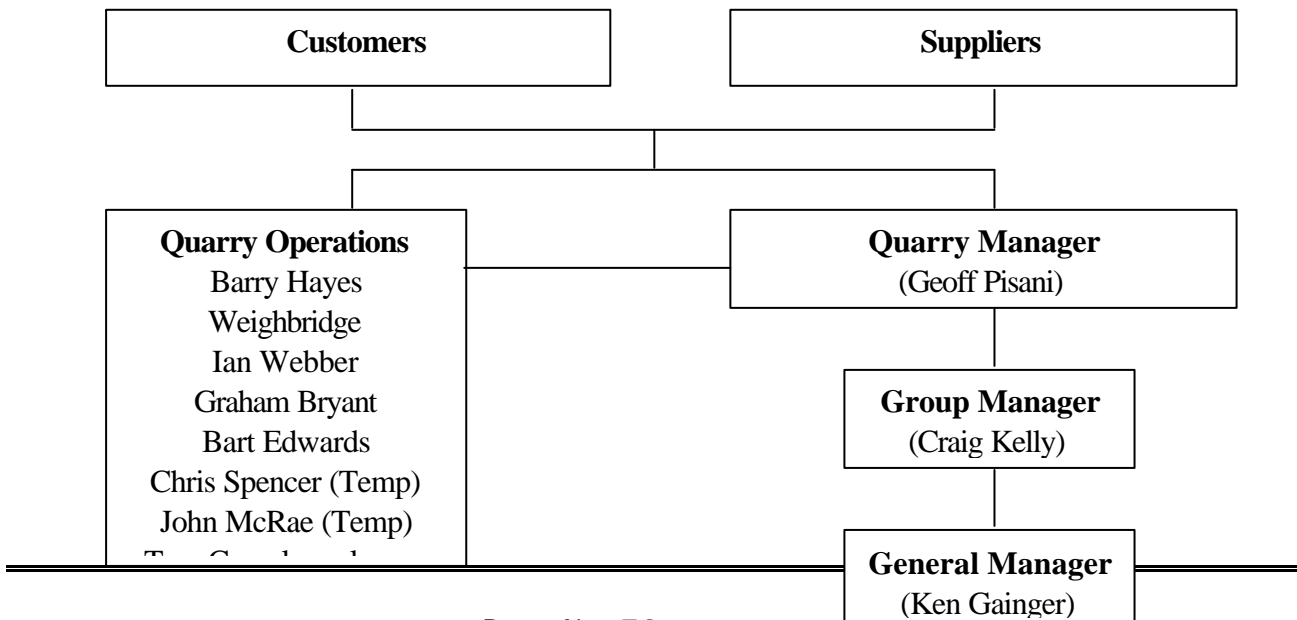 Customers
Suppliers
Quarry Operations
Barry Hayes
Weighbridge
Ian Webber
Graham Bryant
Bart Edwards
Chris Spencer (Temp)
John McRae (Temp)
Quarry Manager
(Geoff Pisani)
Group Manager
(Craig Kelly)
General Manager
(Ken Gainger)